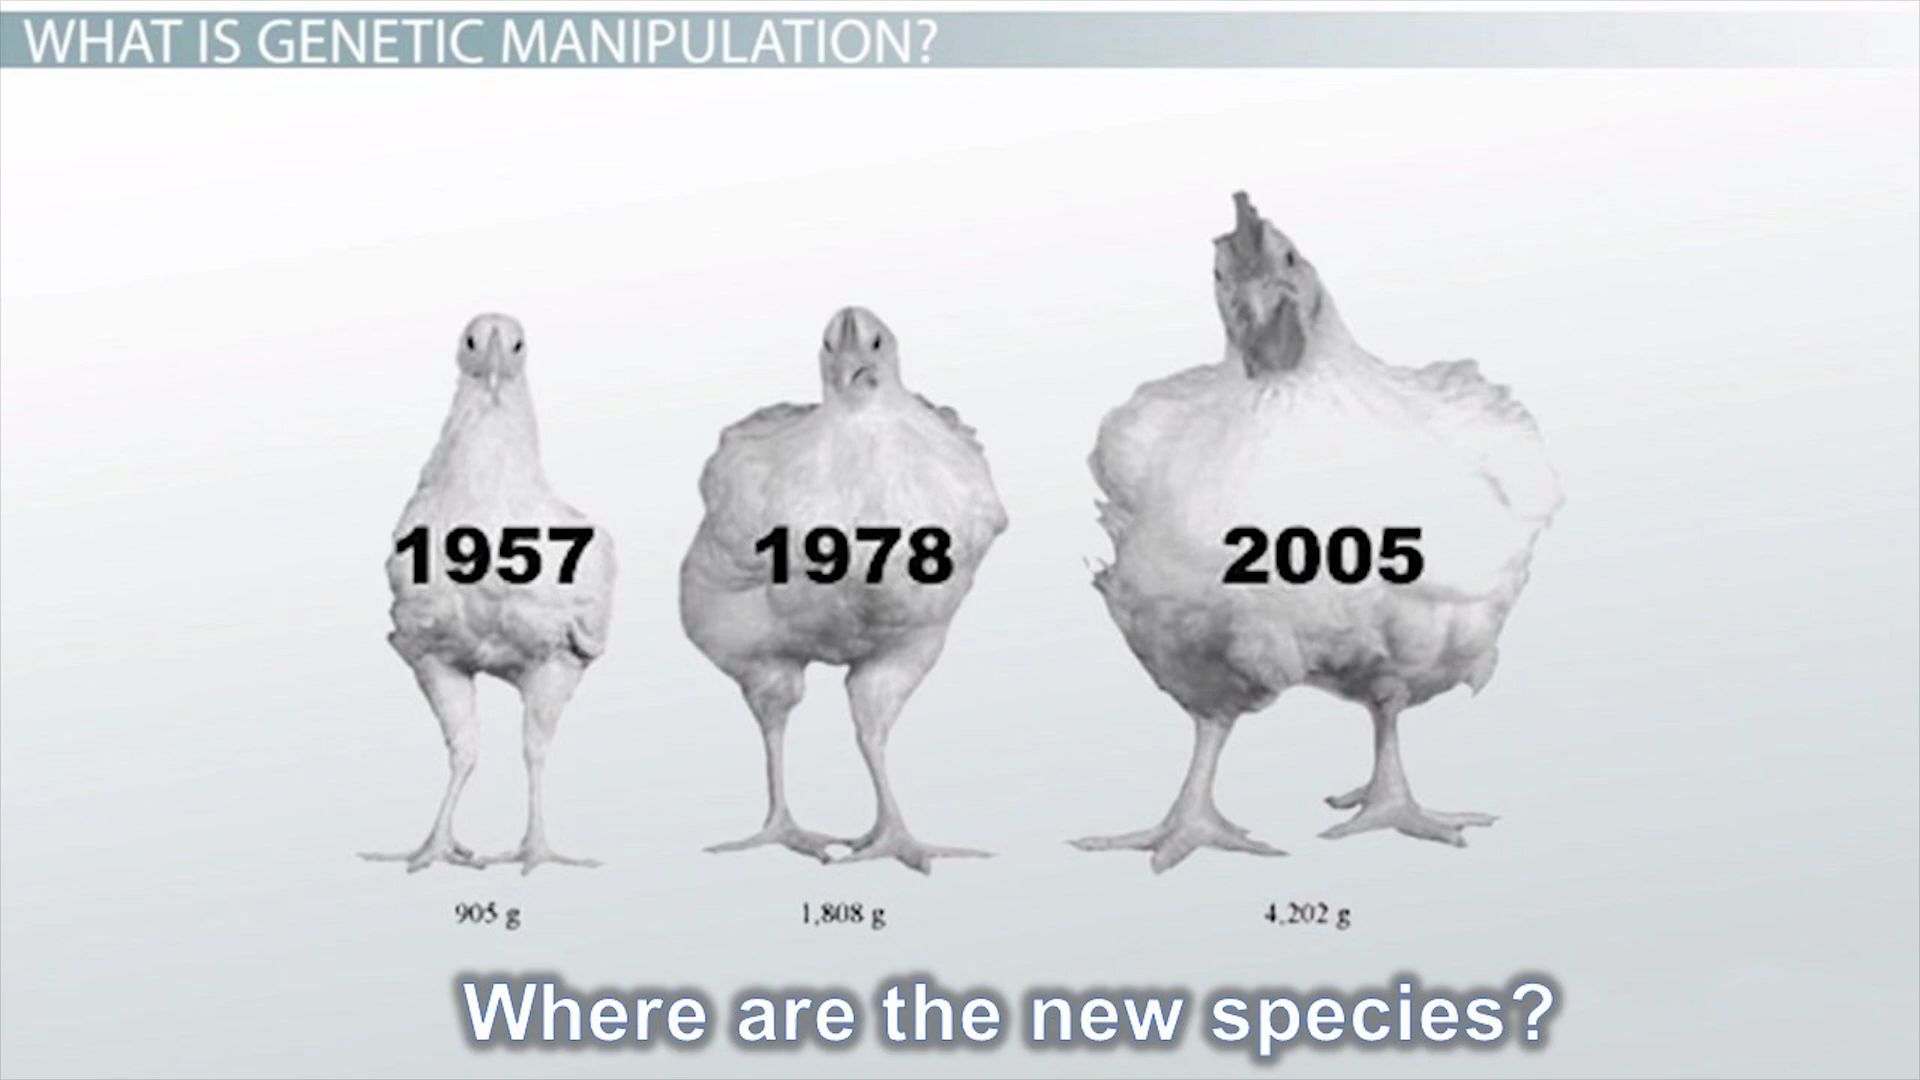 WHAT IS GENETIC MANIPULATION?
1957 1978 2005
905 g 1,808 g 4,202 g
Where are the new species?